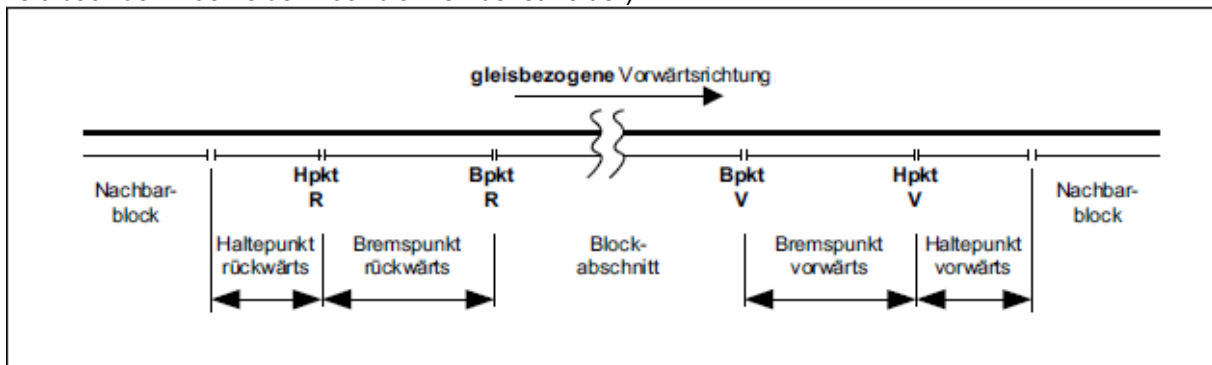 gleisbezogene Vorwärtsrichtung
Nachbar-
block
Hpkt
R
Bpkt
R
Bpkt
V
Hpkt
V
Nachbar-
block
Haltepunkt
rückwärts
Bremspunkt
rückwärts
Block-
abschnitt
Bremspunkt
vorwärts
Haltepunkt
vorwärts